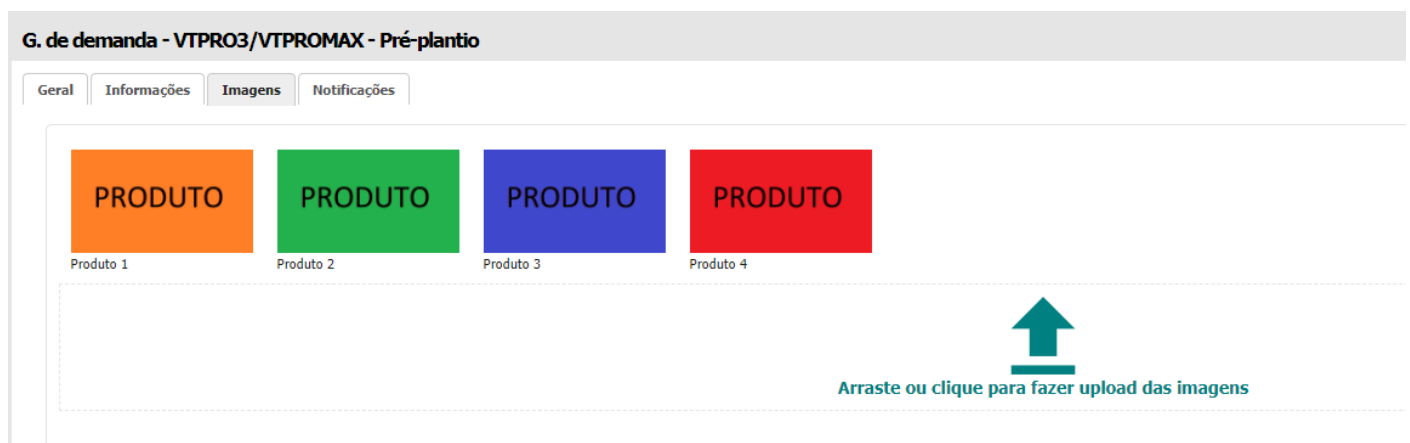 G. de demanda - VTPRO3/VTPROMAX - Pré-plantio
Geral Informações Imagens Notificações
PRODUTO PRODUTO PRODUTO PRODUTO
Produto 1 Produto 2 Produto 3 Produto 4
Arraste ou clique para fazer upload das imagens